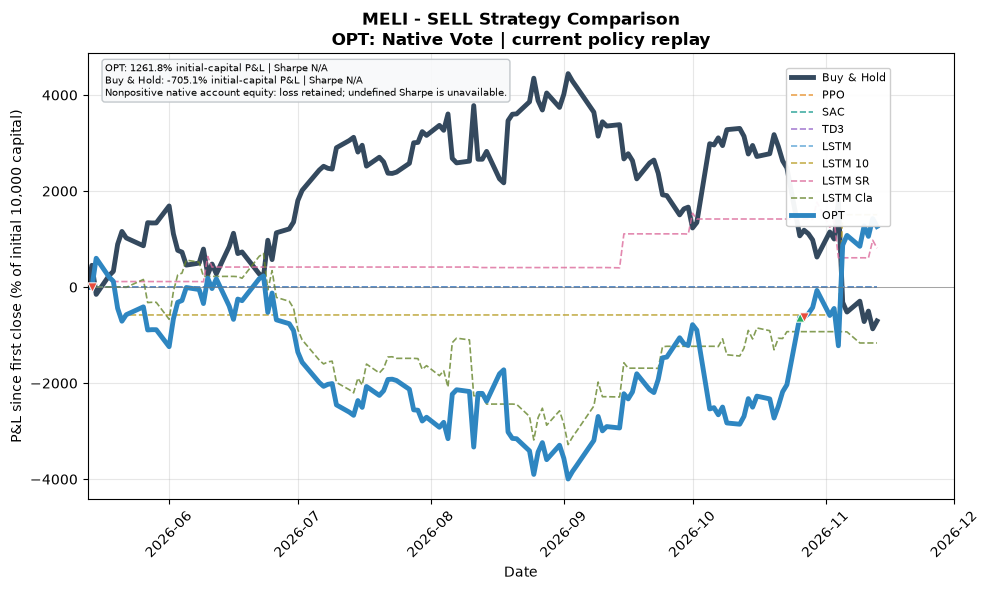 MELI - SELL Strategy Comparison
OPT: Native Vote | current policy replay
OPT: 1261.8% initial-capital P&L | Sharpe N/A
Buy & Hold: -705.1% initial-capital P&L | Sharpe N/A
Nonpositive native account equity: loss retained; undefined Sharpe is unavailable.
Buy & Hold
PPO
SAC
TD3
LSTM
LSTM 10
LSTM SR
LSTM Cla
OPT
P&L since first close (% of initial 10,000 capital)
4000
2000
0
−2000
−4000
2026-06
2026-07
2026-08
2026-09
2026-10
2026-11
2026-12
Date